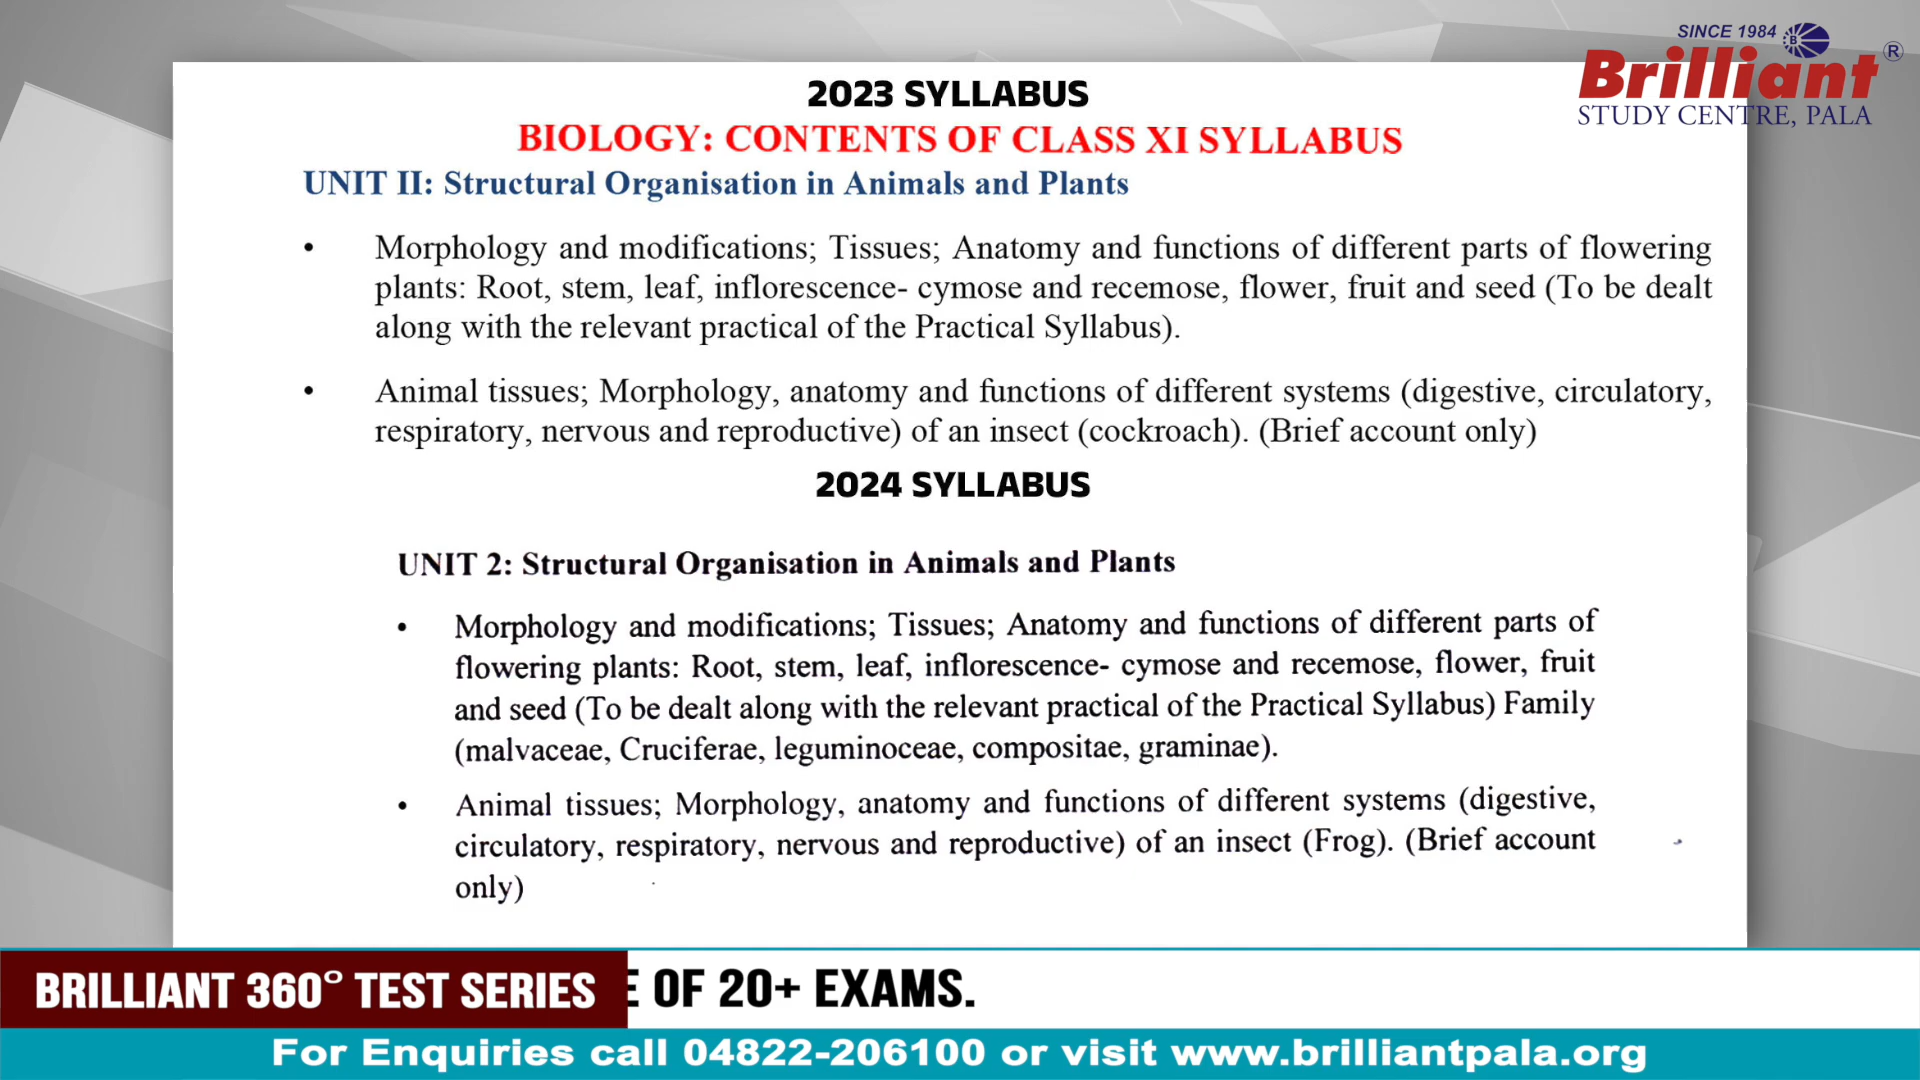 SINCE 1984
Brilliant®
STUDY CENTRE, PALA
2023 SYLLABUS
BIOLOGY: CONTENTS OF CLASS XI SYLLABUS
UNIT II: Structural Organisation in Animals and Plants
• Morphology and modifications; Tissues; Anatomy and functions of different parts of flowering
plants: Root, stem, leaf, inflorescence- cymose and recemose, flower, fruit and seed (To be dealt
along with the relevant practical of the Practical Syllabus).
• Animal tissues; Morphology, anatomy and functions of different systems (digestive, circulatory,
respiratory, nervous and reproductive) of an insect (cockroach). (Brief account only)
2024 SYLLABUS
UNIT 2: Structural Organisation in Animals and Plants
• Morphology and modifications; Tissues; Anatomy and functions of different parts of
flowering plants: Root, stem, leaf, inflorescence- cymose and recemose, flower, fruit
and seed (To be dealt along with the relevant practical of the Practical Syllabus) Family
(malvaceae, Cruciferae, leguminoceae, compositae, graminae).
• Animal tissues; Morphology, anatomy and functions of different systems (digestive,
circulatory, respiratory, nervous and reproductive) of an insect (Frog). (Brief account
only)
BRILLIANT 360° TEST SERIES
OF 20+ EXAMS.
For Enquiries call 04822-206100 or visit www.brilliantpala.org